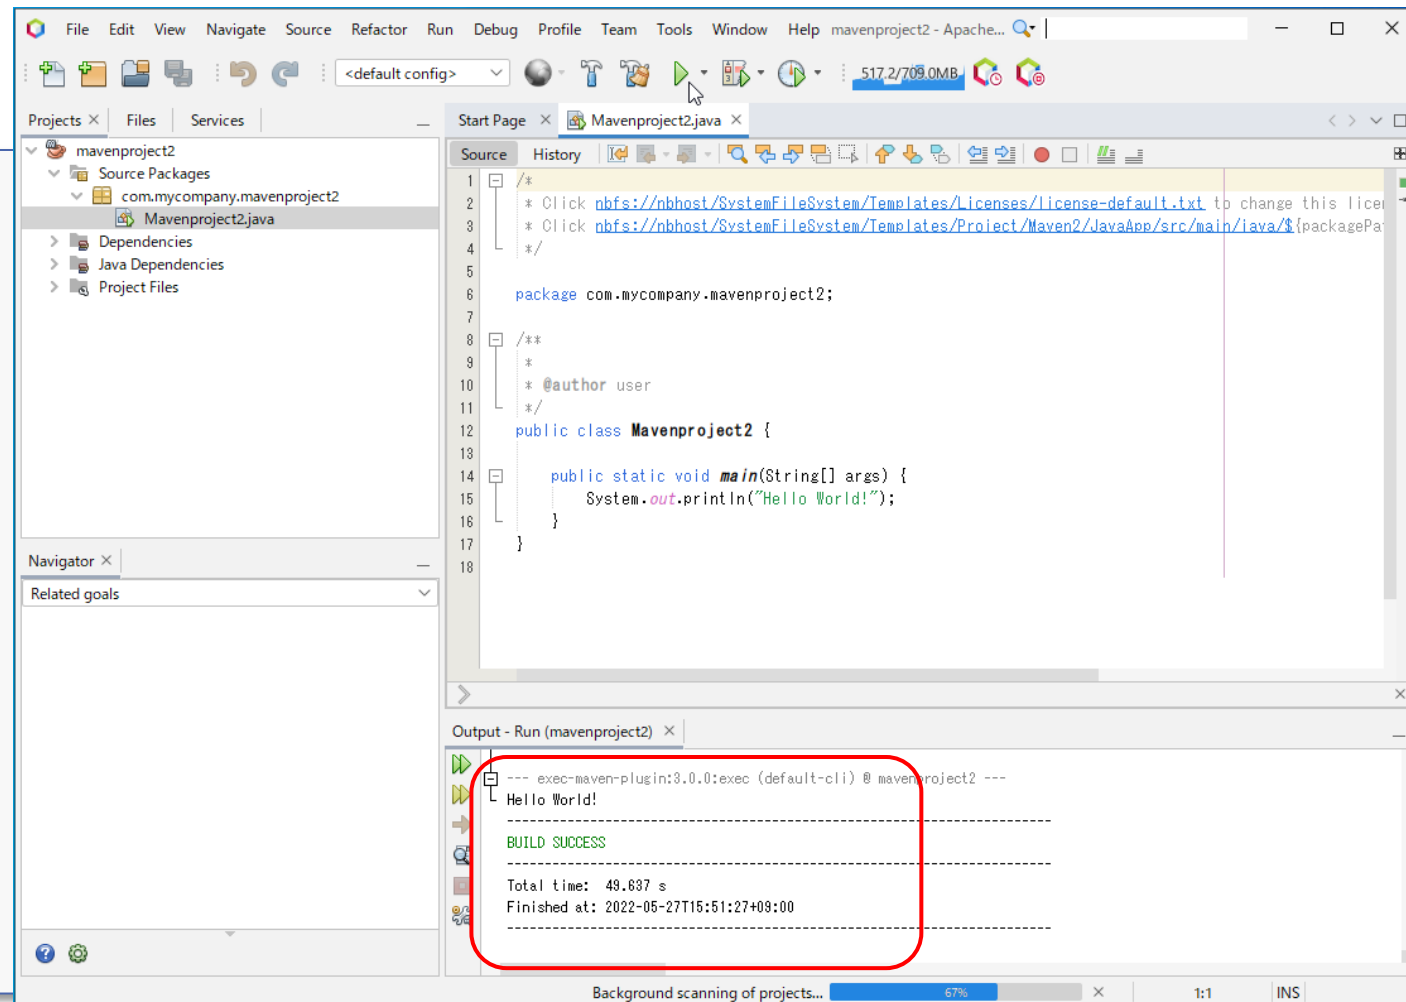 File Edit View Navigate Source Refactor Run Debug Profile Team Tools Window Help mavenproject2 - Apache...
<default config> 517.2/709.0MB
Projects Files Services
mavenproject2
Source Packages
com.mycompany.mavenproject2
Mavenproject2.java
Dependencies
Java Dependencies
Project Files
Navigator
Related goals
Start Page Mavenproject2.java
Source History
1 /*
2 * Click nbfs://nbhost/SystemFileSystem/Templates/Licenses/license-default.txt to change this licen
3 * Click nbfs://nbhost/SystemFileSystem/Templates/Project/Maven2/JavaApp/src/main/java/${packagePa
4 */
5
6 package com.mycompany.mavenproject2;
7
8 /**
9 *
10 * @author user
11 */
12 public class Mavenproject2 {
13
14 public static void main(String[] args) {
15 System.out.println("Hello World!");
16 }
17 }
18
Output - Run (mavenproject2)
--- exec-maven-plugin:3.0.0:exec (default-cli) @ mavenproject2 ---
Hello World!
------------------------------------------------------------------------
BUILD SUCCESS
------------------------------------------------------------------------
Total time: 49.637 s
Finished at: 2022-05-27T15:51:27+09:00
------------------------------------------------------------------------
Background scanning of projects... 67% 1:1 INS